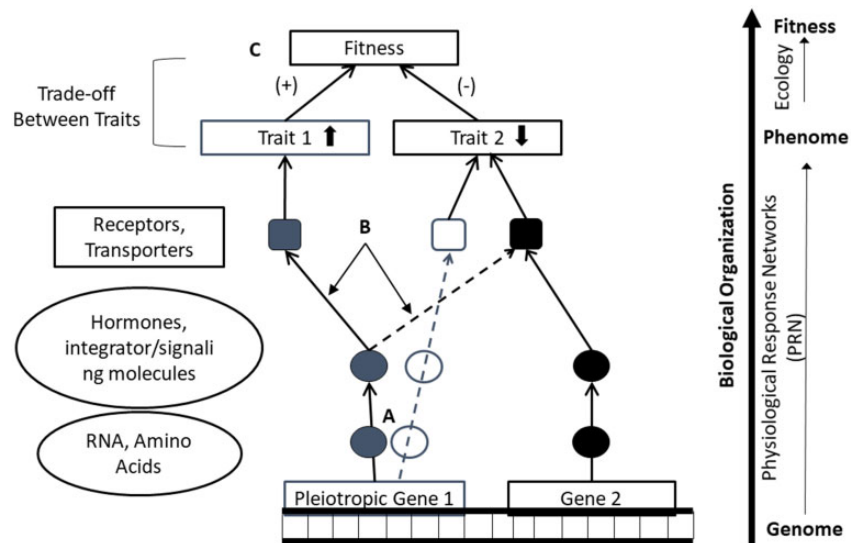 C
Fitness
(+)
(-)
Trade-off
Between Traits
Trait 1
Trait 2
Receptors,
Transporters
B
Hormones,
integrator/signali
ng molecules
A
RNA, Amino
Acids
Pleiotropic Gene 1
Gene 2
Biological Organization
Fitness
Ecology
Phenome
Physiological Response Networks
(PRN)
Genome